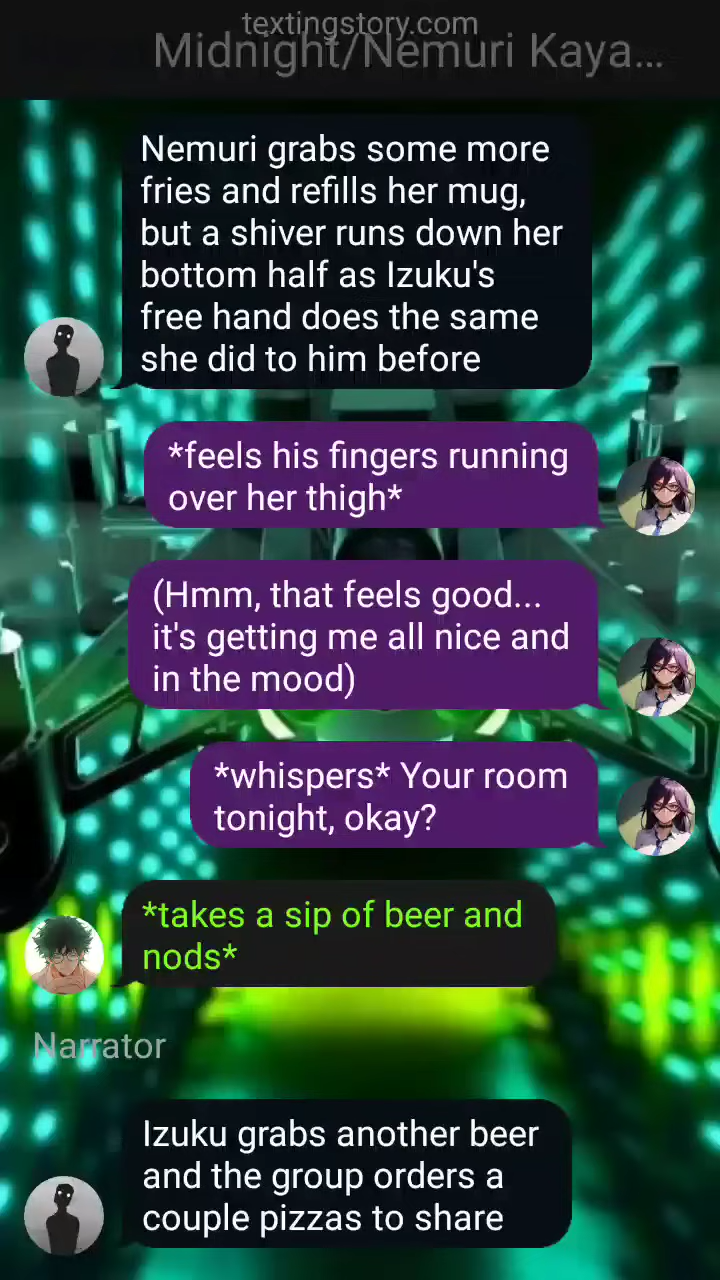 textingstory.com
Midnight/Nemuri Kaya...
Nemuri grabs some more
fries and refills her mug,
but a shiver runs down her
bottom half as Izuku's
free hand does the same
she did to him before
*feels his fingers running
over her thigh*
(Hmm, that feels good...
it's getting me all nice and
in the mood)
*whispers* Your room
tonight, okay?
*takes a sip of beer and
nods*
Narrator
Izuku grabs another beer
and the group orders a
couple pizzas to share